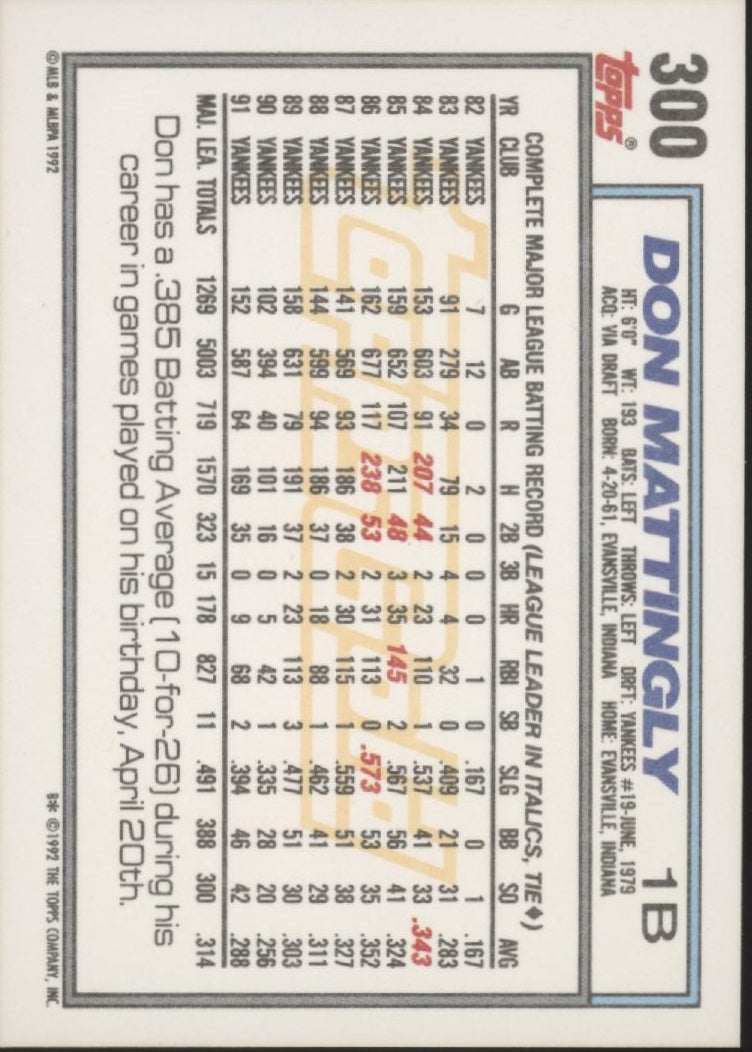 300
topps®
DON MATTINGLY 1B
HT: 6'0" WT: 193 BATS: LEFT THROWS: LEFT DRFT: YANKEES #19-JUNE, 1979
ACQ: VIA DRAFT BORN: 4-20-61, EVANSVILLE, INDIANA HOME: EVANSVILLE, INDIANA
COMPLETE MAJOR LEAGUE BATTING RECORD (LEAGUE LEADER IN ITALICS, TIE♦)
YR CLUB G AB R H 2B 3B HR RBI SB SLG BB SO AVG
82 YANKEES 7 12 0 2 0 0 0 1 0 .167 0 1 .167
83 YANKEES 91 279 34 79 15 4 4 32 0 .409 21 31 .283
84 YANKEES 153 603 91 207 44 2 23 110 1 .537 41 33 .343
85 YANKEES 159 652 107 211 48 3 35 145 2 .567 56 41 .324
86 YANKEES 162 677 117 238 53 2 31 113 0 .573 53 35 .352
87 YANKEES 141 569 93 186 38 2 30 115 1 .559 51 38 .327
88 YANKEES 144 599 94 186 37 0 18 88 1 .462 41 29 .311
89 YANKEES 158 631 79 191 37 2 23 113 3 .477 51 30 .303
90 YANKEES 102 394 40 101 16 0 5 42 1 .335 28 20 .256
91 YANKEES 152 587 64 169 35 0 9 68 2 .394 46 42 .288
MAJ. LEA. TOTALS 1269 5003 719 1570 323 15 178 827 11 .491 388 300 .314
ToppsGold
Don has a .385 Batting Average (10-for-26) during his
career in games played on his birthday, April 20th.
©MLB & MLBPA 1992 B* ©1992 THE TOPPS COMPANY, INC.